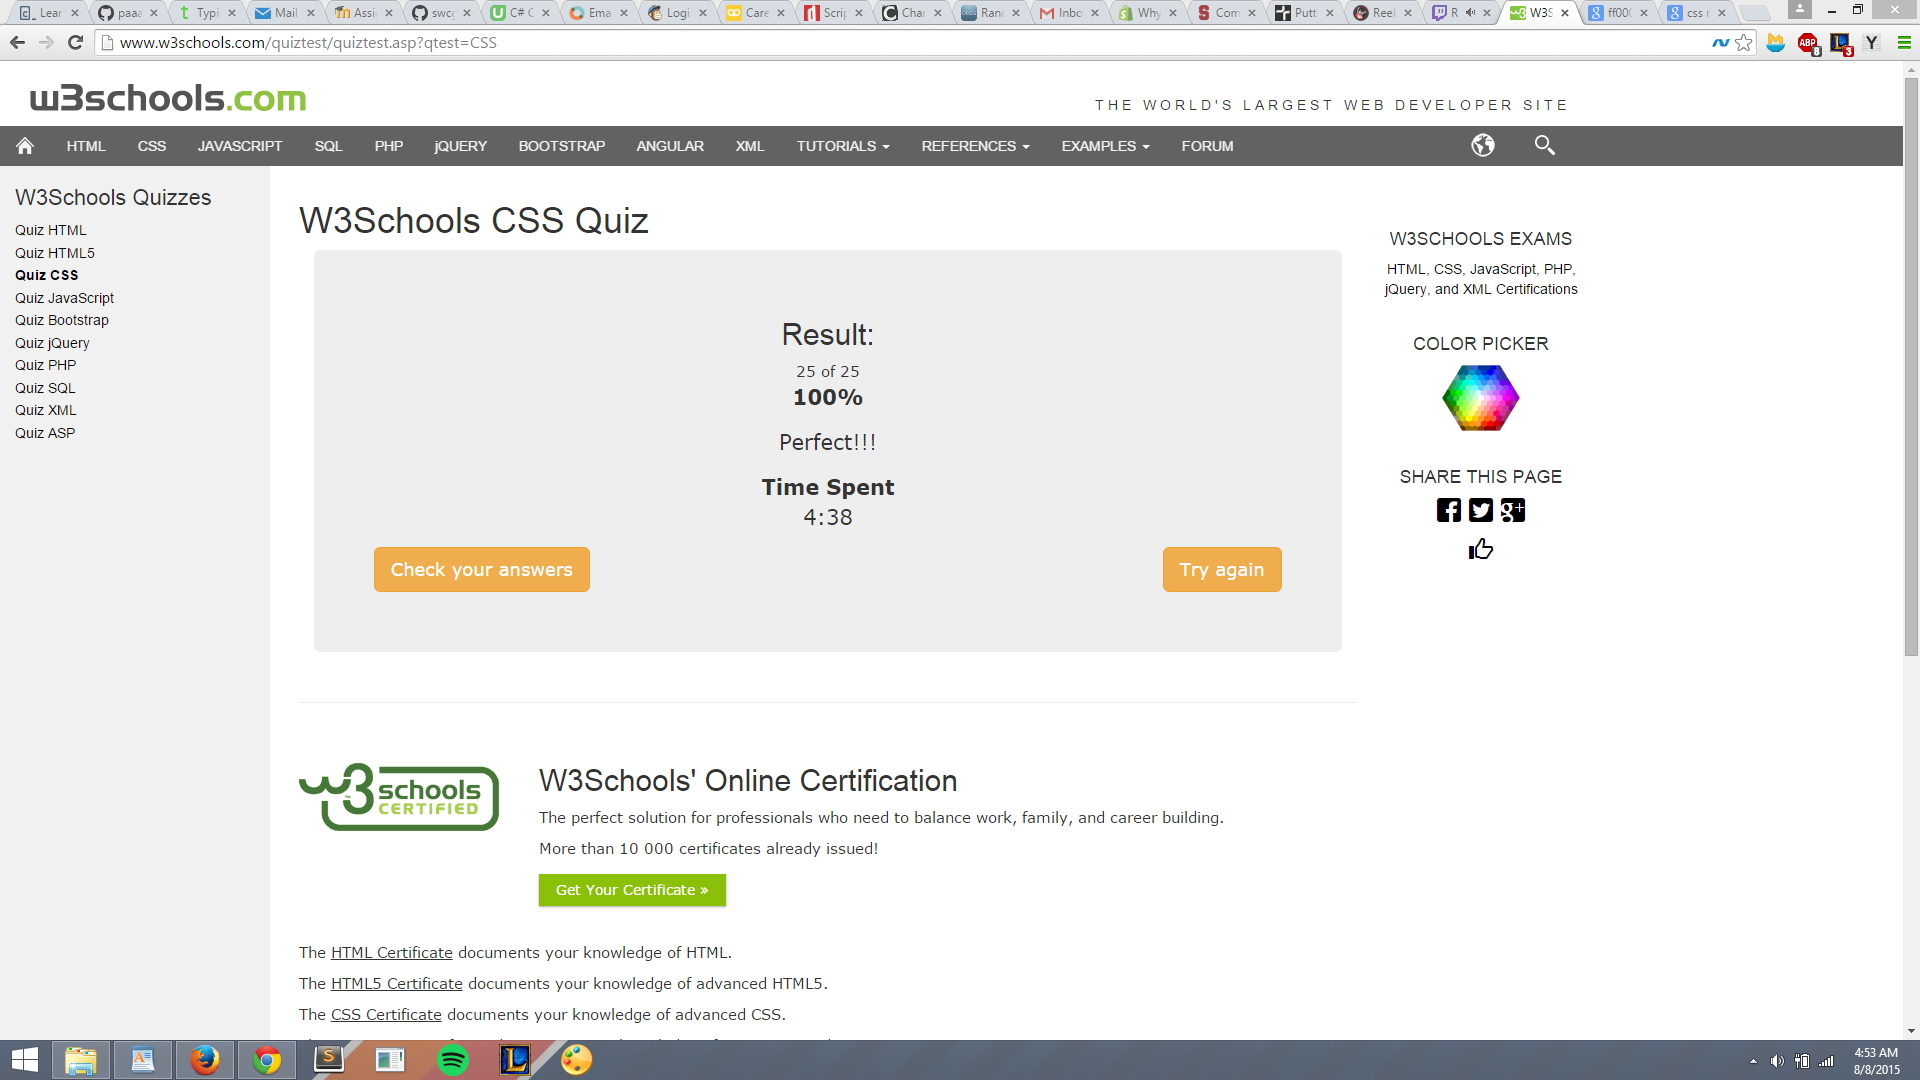 Lear
paaa
Typi
Mail
Assi
swc
C# C
Ema
Logi
Care
Scrip
Char
Ran
Inbo
Why
Com
Putt
Reel
R
W3S
ff00
css r
www.w3schools.com/quiztest/quiztest.asp?qtest=CSS
w3schools.com
THE WORLD'S LARGEST WEB DEVELOPER SITE
HTML CSS JAVASCRIPT SQL PHP jQUERY BOOTSTRAP ANGULAR XML TUTORIALS REFERENCES EXAMPLES FORUM
W3Schools Quizzes
Quiz HTML
Quiz HTML5
Quiz CSS
Quiz JavaScript
Quiz Bootstrap
Quiz jQuery
Quiz PHP
Quiz SQL
Quiz XML
Quiz ASP
W3Schools CSS Quiz
Result:
25 of 25
100%
Perfect!!!
Time Spent
4:38
Check your answers
Try again
W3SCHOOLS EXAMS
HTML, CSS, JavaScript, PHP,
jQuery, and XML Certifications
COLOR PICKER
SHARE THIS PAGE
w3schools
CERTIFIED
W3Schools' Online Certification
The perfect solution for professionals who need to balance work, family, and career building.
More than 10 000 certificates already issued!
Get Your Certificate »
The HTML Certificate documents your knowledge of HTML.
The HTML5 Certificate documents your knowledge of advanced HTML5.
The CSS Certificate documents your knowledge of advanced CSS.
4:53 AM
8/8/2015